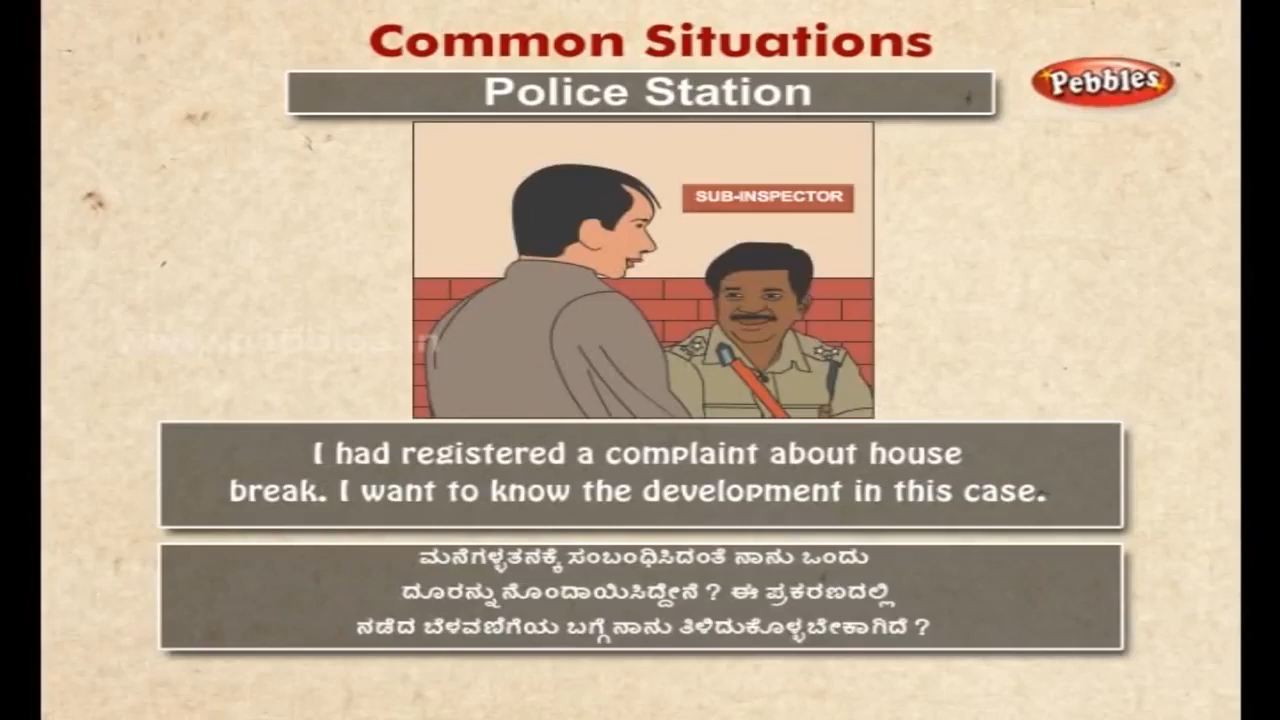 Common Situations
Police Station
Pebbles™
SUB-INSPECTOR
I had registered a complaint about house
break. I want to know the development in this case.
ಮನೆಗಳ್ಳತನಕ್ಕೆ ಸಂಬಂಧಿಸಿದಂತೆ ನಾನು ಒಂದು
ದೂರನ್ನು ನೊಂದಾಯಿಸಿದ್ದೇನೆ ? ಈ ಪ್ರಕರಣದಲ್ಲಿ
ನಡೆದ ಬೆಳವಣಿಗೆಯ ಬಗ್ಗೆ ನಾನು ತಿಳಿದುಕೊಳ್ಳಬೇಕಾಗಿದೆ ?